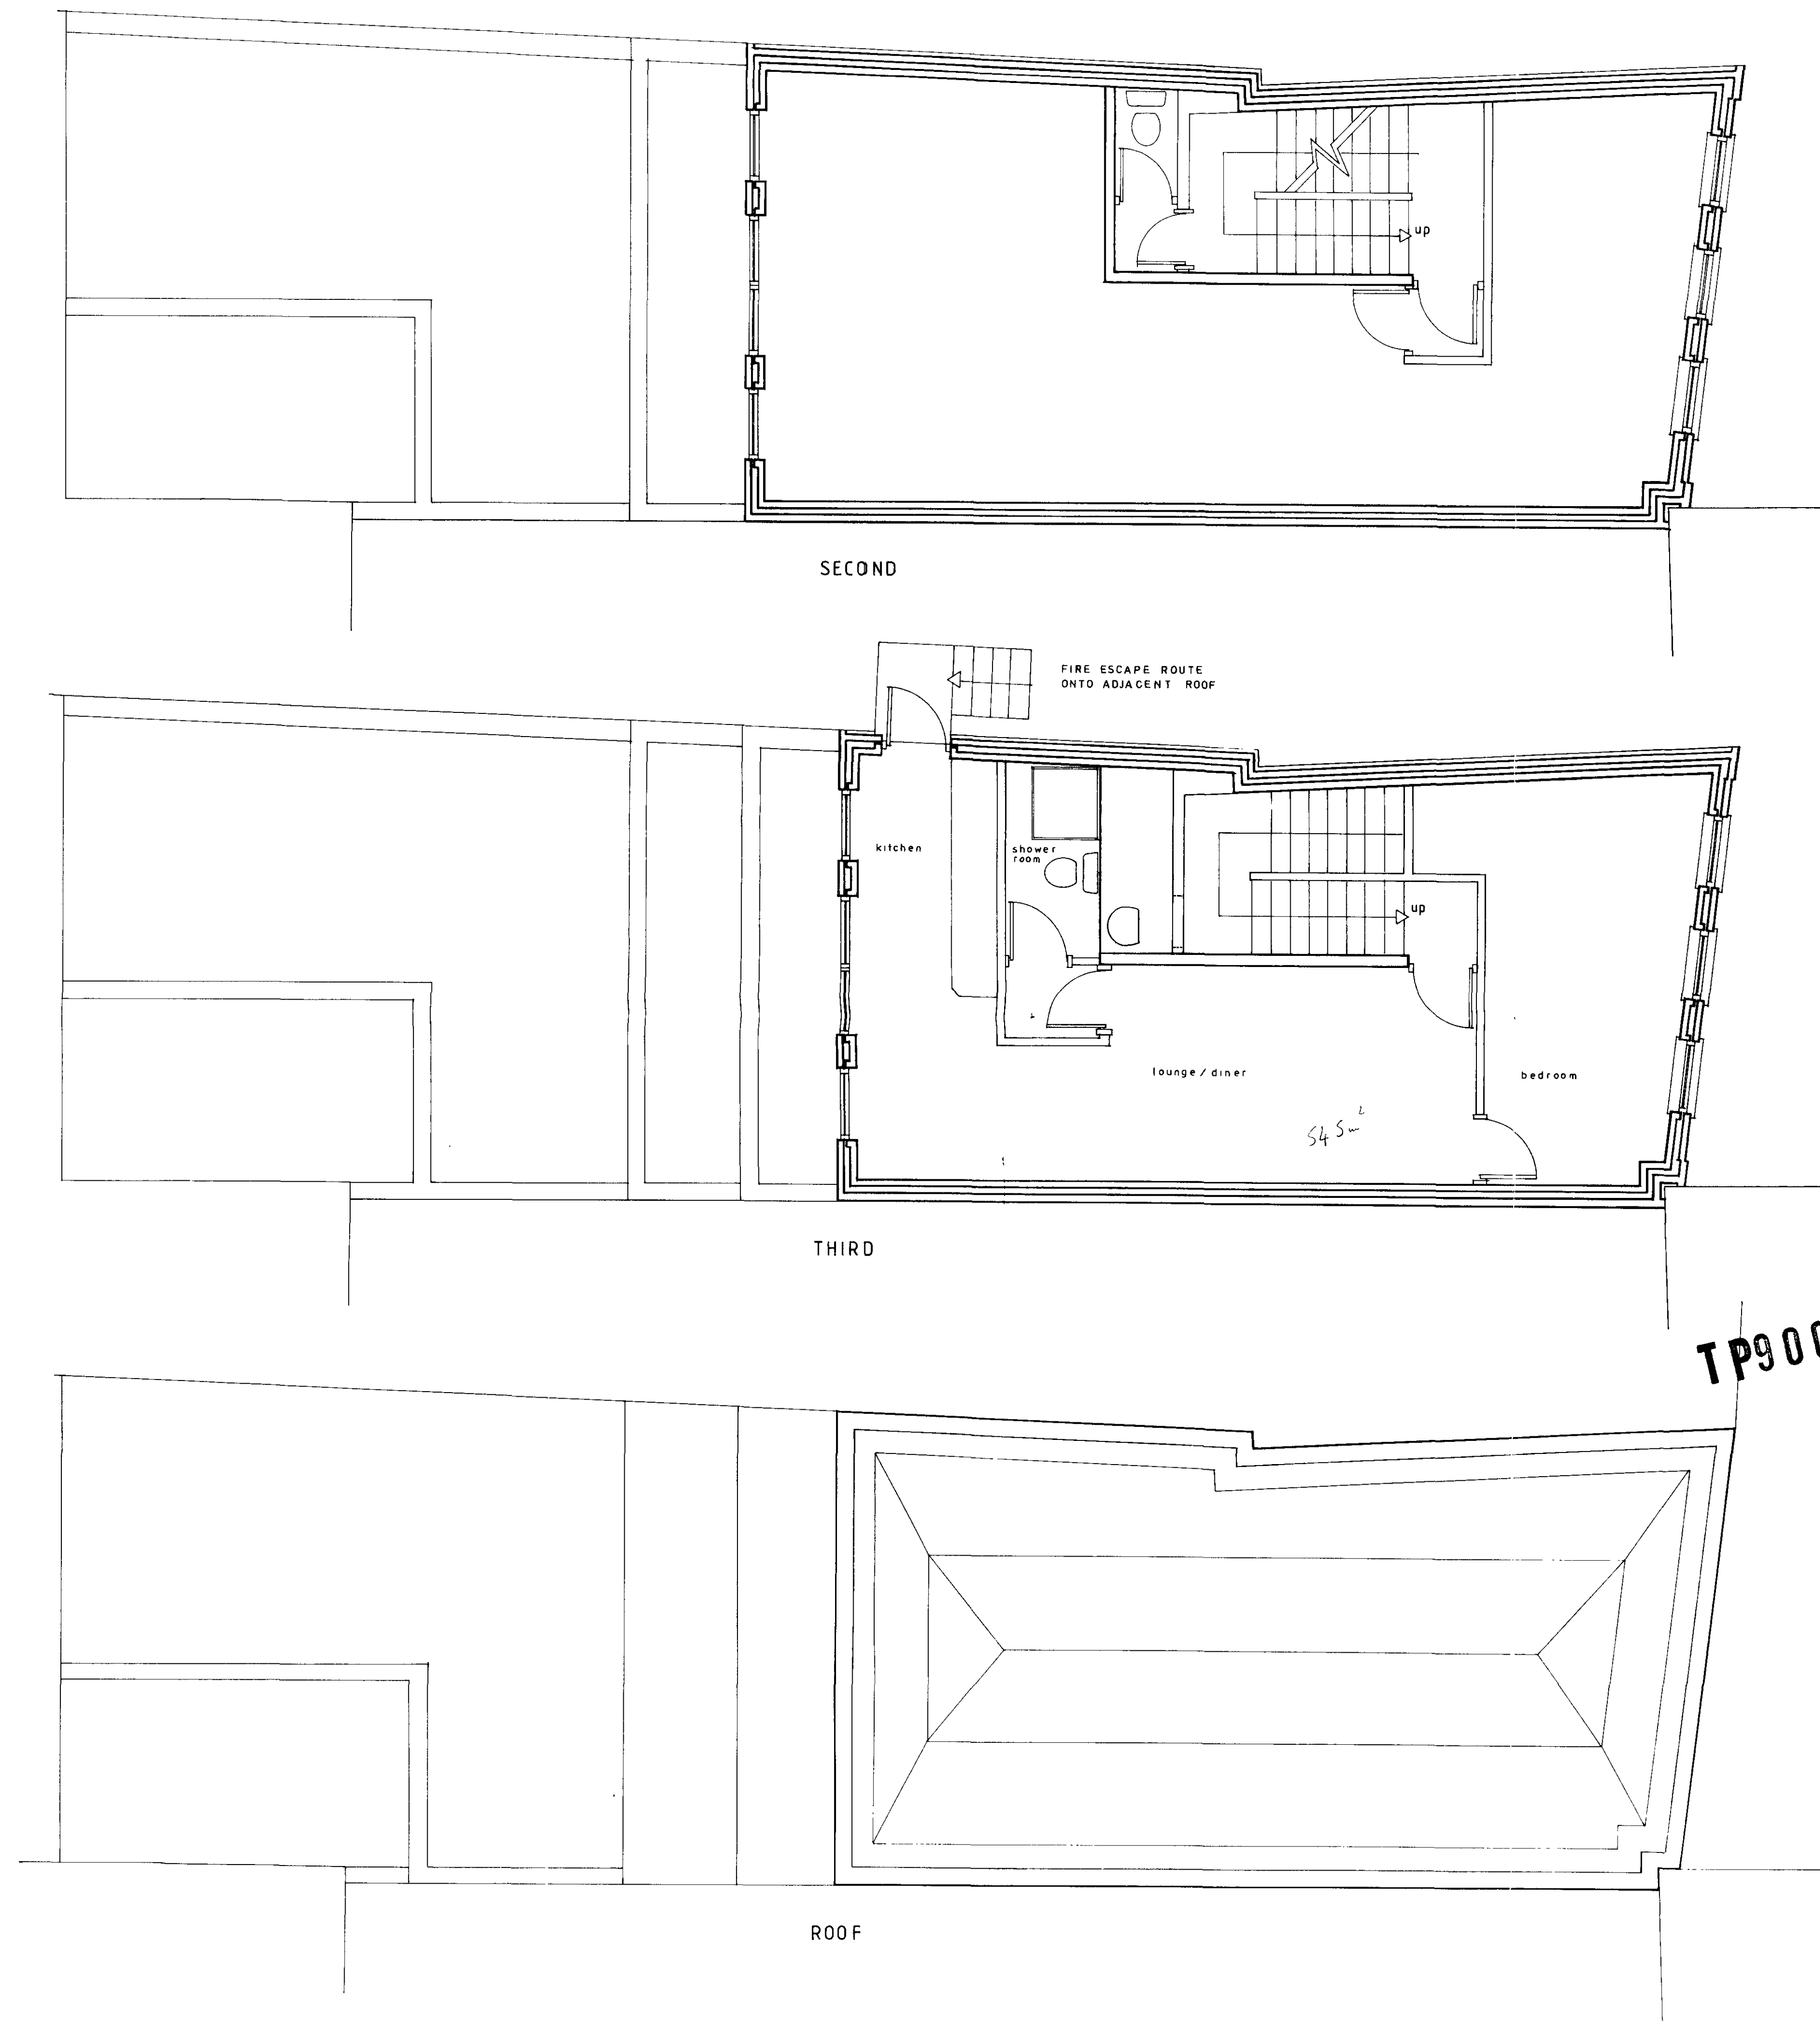 up
SECOND
FIRE ESCAPE ROUTE
ONTO ADJACENT ROOF
kitchen
shower
room
up
lounge / diner
bedroom
54 5m²
THIRD
TP900
ROOF